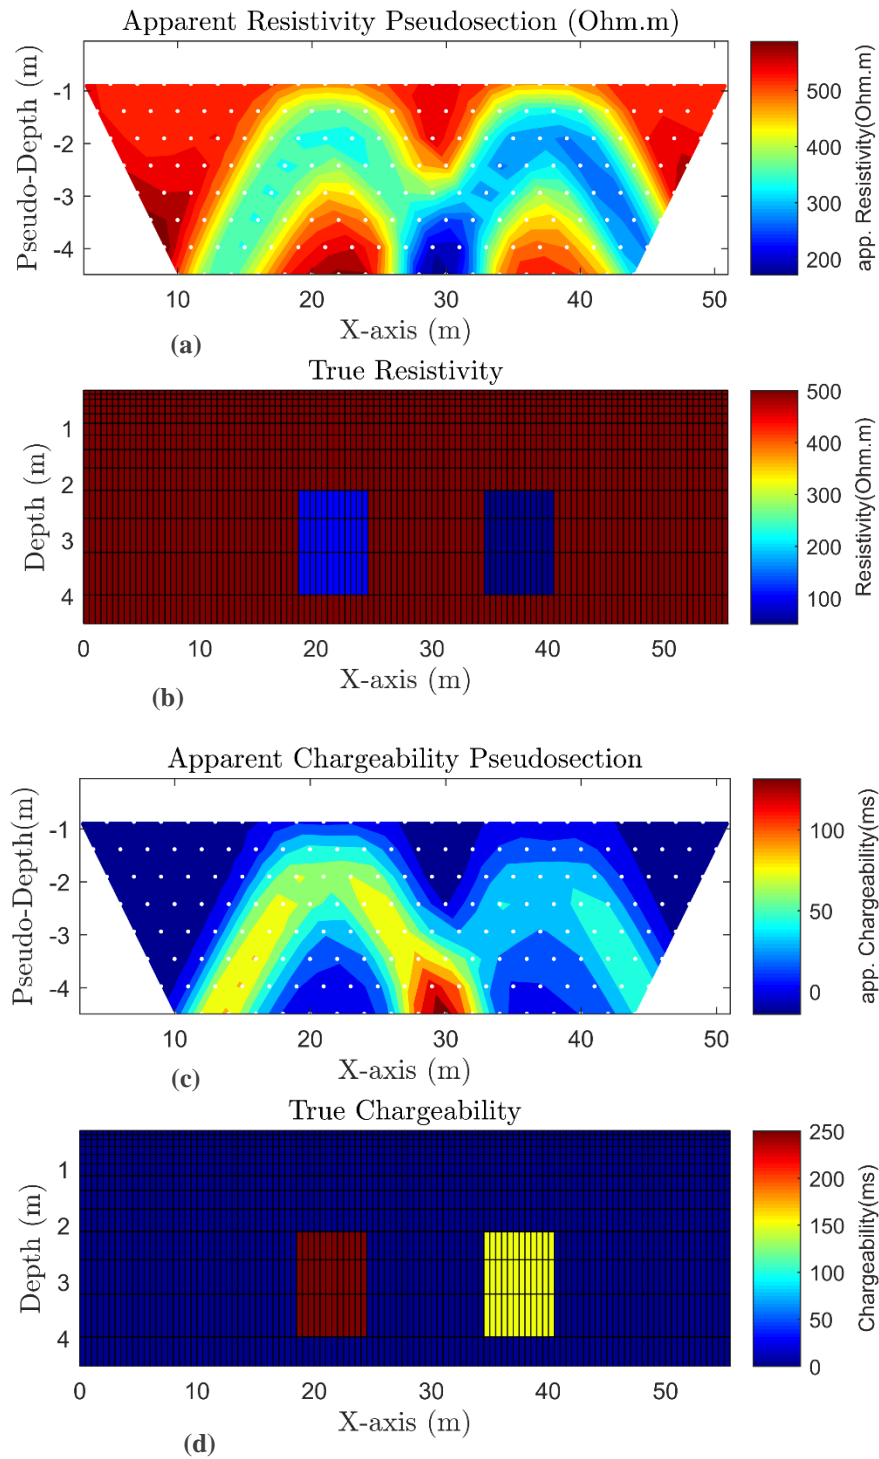 Apparent Resistivity Pseudosection (Ohm.m)
Pseudo-Depth (m)
-1
-2
-3
-4
10
20
30
40
50
X-axis (m)
500
400
300
200
app. Resistivity(Ohm.m)
(a)
True Resistivity
Depth (m)
1
2
3
4
0
10
20
30
40
50
X-axis (m)
500
400
300
200
100
Resistivity(Ohm.m)
(b)
Apparent Chargeability Pseudosection
Pseudo-Depth(m)
-1
-2
-3
-4
10
20
30
40
50
X-axis (m)
100
50
0
app. Chargeability(ms)
(c)
True Chargeability
Depth (m)
1
2
3
4
0
10
20
30
40
50
X-axis (m)
250
200
150
100
50
0
Chargeability(ms)
(d)